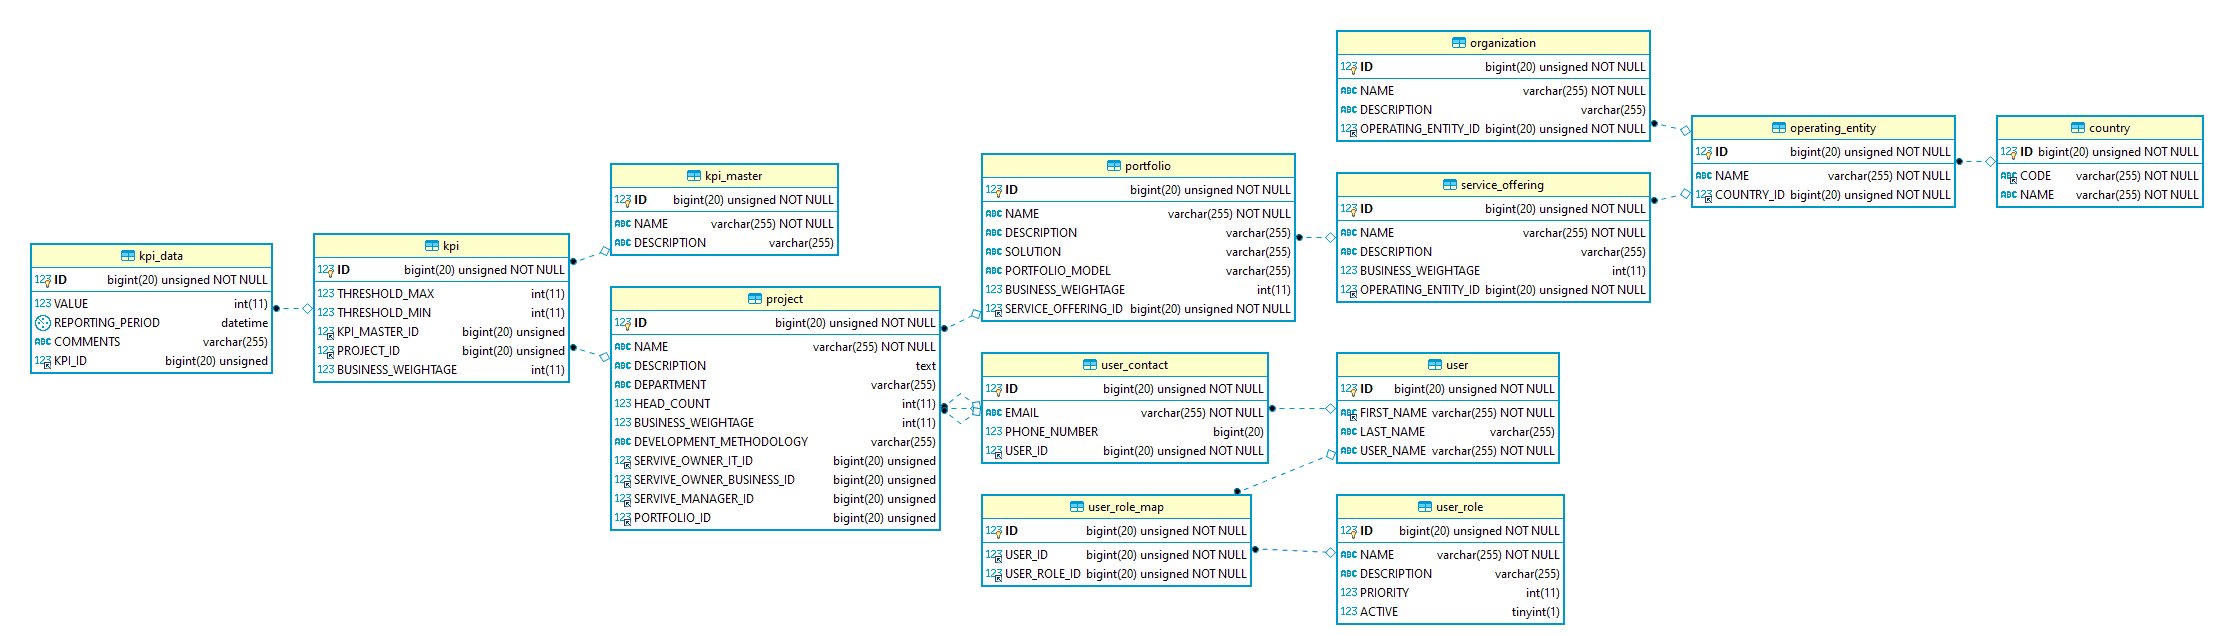 kpi_data
ID bigint(20) unsigned NOT NULL
VALUE int(11)
REPORTING_PERIOD datetime
COMMENTS varchar(255)
KPI_ID bigint(20) unsigned
kpi
ID bigint(20) unsigned NOT NULL
THRESHOLD_MAX int(11)
THRESHOLD_MIN int(11)
KPI_MASTER_ID bigint(20) unsigned
PROJECT_ID bigint(20) unsigned
BUSINESS_WEIGHTAGE int(11)
kpi_master
ID bigint(20) unsigned NOT NULL
NAME varchar(255) NOT NULL
DESCRIPTION varchar(255)
project
ID bigint(20) unsigned NOT NULL
NAME varchar(255) NOT NULL
DESCRIPTION text
DEPARTMENT varchar(255)
HEAD_COUNT int(11)
BUSINESS_WEIGHTAGE int(11)
DEVELOPMENT_METHODOLOGY varchar(255)
SERVIVE_OWNER_IT_ID bigint(20) unsigned
SERVIVE_OWNER_BUSINESS_ID bigint(20) unsigned
SERVIVE_MANAGER_ID bigint(20) unsigned
PORTFOLIO_ID bigint(20) unsigned
portfolio
ID bigint(20) unsigned NOT NULL
NAME varchar(255) NOT NULL
DESCRIPTION varchar(255)
SOLUTION varchar(255)
PORTFOLIO_MODEL varchar(255)
BUSINESS_WEIGHTAGE int(11)
SERVICE_OFFERING_ID bigint(20) unsigned NOT NULL
user_contact
ID bigint(20) unsigned NOT NULL
EMAIL varchar(255) NOT NULL
PHONE_NUMBER bigint(20)
USER_ID bigint(20) unsigned NOT NULL
user_role_map
ID bigint(20) unsigned NOT NULL
USER_ID bigint(20) unsigned NOT NULL
USER_ROLE_ID bigint(20) unsigned NOT NULL
organization
ID bigint(20) unsigned NOT NULL
NAME varchar(255) NOT NULL
DESCRIPTION varchar(255)
OPERATING_ENTITY_ID bigint(20) unsigned NOT NULL
service_offering
ID bigint(20) unsigned NOT NULL
NAME varchar(255) NOT NULL
DESCRIPTION varchar(255)
BUSINESS_WEIGHTAGE int(11)
OPERATING_ENTITY_ID bigint(20) unsigned NOT NULL
user
ID bigint(20) unsigned NOT NULL
FIRST_NAME varchar(255) NOT NULL
LAST_NAME varchar(255)
USER_NAME varchar(255) NOT NULL
user_role
ID bigint(20) unsigned NOT NULL
NAME varchar(255) NOT NULL
DESCRIPTION varchar(255)
PRIORITY int(11)
ACTIVE tinyint(1)
operating_entity
ID bigint(20) unsigned NOT NULL
NAME varchar(255) NOT NULL
COUNTRY_ID bigint(20) unsigned NOT NULL
country
ID bigint(20) unsigned NOT NULL
CODE varchar(255) NOT NULL
NAME varchar(255) NOT NULL